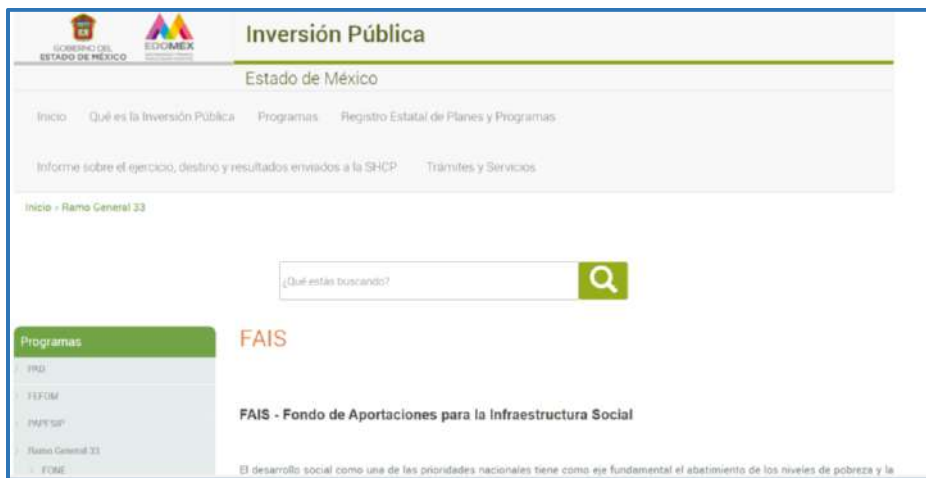 GOBIERNO DEL
ESTADO DE MÉXICO
EDOMEX
Inversión Pública
Estado de México
Inicio Qué es la Inversión Pública Programas Registro Estatal de Planes y Programas
Informe sobre el ejercicio, destino y resultados enviados a la SHCP Trámites y Servicios
Inicio » Ramo General 33
¿Qué estás buscando?
Programas
PAD
FEFOM
PAPESIP
Ramo General 33
FONE
FAIS
FAIS - Fondo de Aportaciones para la Infraestructura Social
El desarrollo social como una de las prioridades nacionales tiene como eje fundamental el abatimiento de los niveles de pobreza y la